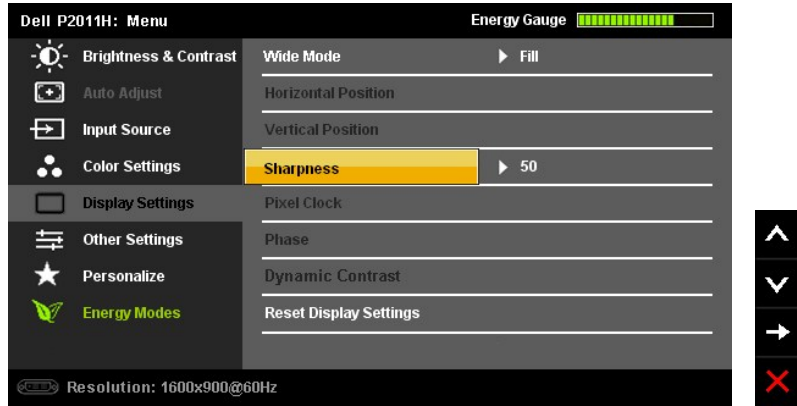 Dell P2011H: Menu Energy Gauge
Brightness & Contrast Wide Mode Fill
Auto Adjust Horizontal Position
Input Source Vertical Position
Color Settings Sharpness 50
Display Settings Pixel Clock
Other Settings Phase
Personalize Dynamic Contrast
Energy Modes Reset Display Settings
Resolution: 1600x900@60Hz